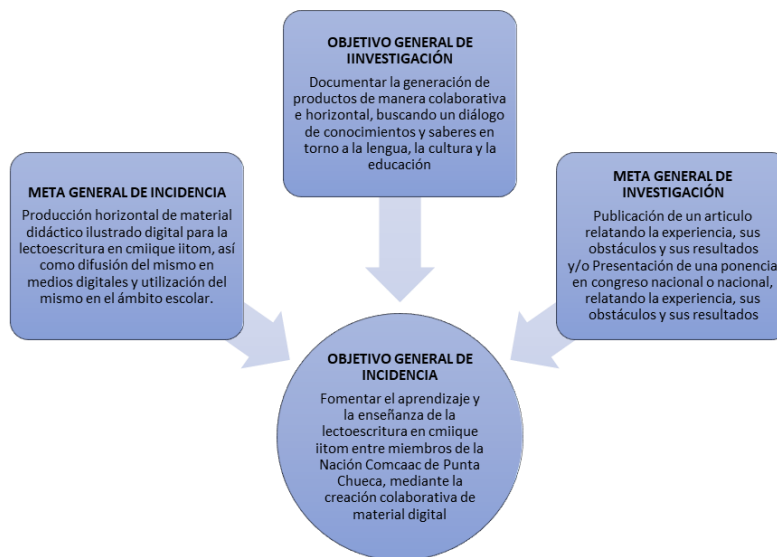 OBJETIVO GENERAL DE
IINVESTIGACIÓN
Documentar la generación de
productos de manera colaborativa
e horizontal, buscando un diálogo
de conocimientos y saberes en
torno a la lengua, la cultura y la
educación
META GENERAL DE INCIDENCIA
Producción horizontal de material
didáctico ilustrado digital para la
lectoescritura en cmiique iitom, así
como difusión del mismo en
medios digitales y utilización del
mismo en el ámbito escolar.
META GENERAL DE
INVESTIGACIÓN
Publicación de un articulo
relatando la experiencia, sus
obstáculos y sus resultados
y/o Presentación de una ponencia
en congreso nacional o nacional,
relatando la experiencia, sus
obstáculos y sus resultados
OBJETIVO GENERAL DE
INCIDENCIA
Fomentar el aprendizaje y
la enseñanza de la
lectoescritura en cmiique
iitom entre miembros de la
Nación Comcaac de Punta
Chueca, mediante la
creación colaborativa de
material digital